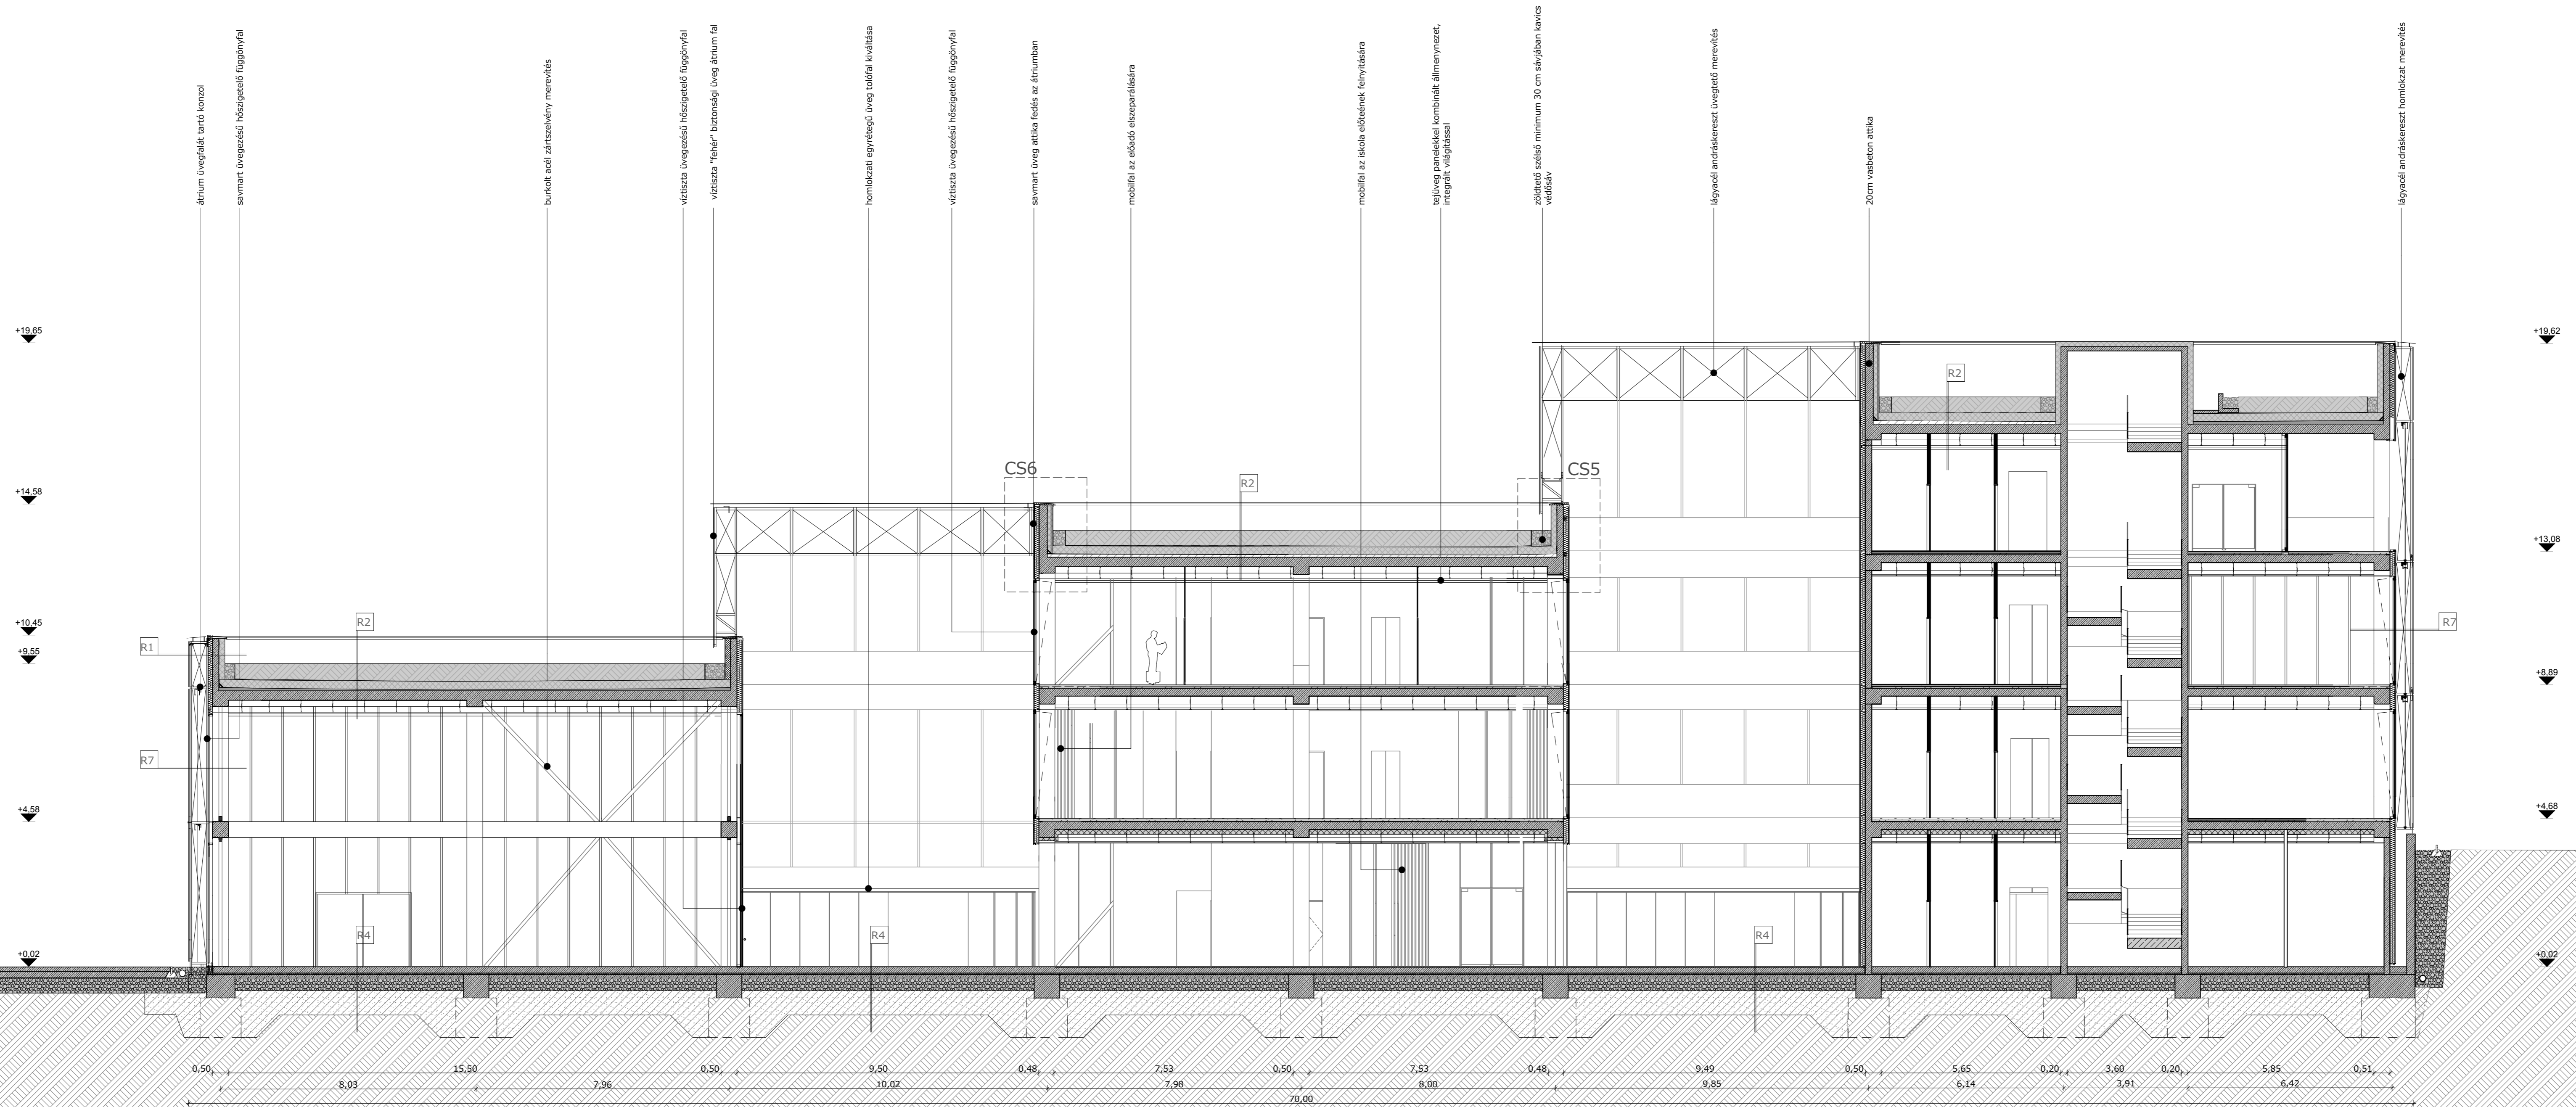 átrium üvegfalát tartó konzol
savmart üvegezésű hőszigetelő függönyfal
burkolt acél zártszelvény merevítés
víztiszta üvegezésű hőszigetelő függönyfal
víztiszta "fehér" biztonsági üveg átrium fal
homlokzati egyrétegű üveg tolófal kiváltása
víztiszta üvegezésű hőszigetelő függönyfal
savmart üveg attika fedés az átriumban
mobilfal az előadó elszeparálására
mobilfal az iskola előteének felnyitására
tejüveg panelekkel kombinált állmenynezet,
integrált világítással
zöldtető szélső minimum 30 cm sávjában kavics
védősáv
lágyacél andráskereszt üvegtető merevítés
20cm vasbeton attika
lágyacél andráskereszt homlokzat merevítés
+19,65
+19,62
R2
CS6
CS5
R2
+14,58
+13,08
R2
+10,45
R1
+9,55
R7
+8,89
R7
+4,58
+4,68
R4
R4
R4
+0,02
+0,02
0,50
15,50
0,50
9,50
0,48
7,53
0,50
7,53
0,48
9,49
0,50
5,65
0,20
3,60
0,20
5,85
0,51
8,03
7,96
10,02
7,98
8,00
9,85
6,14
3,91
6,42
70,00